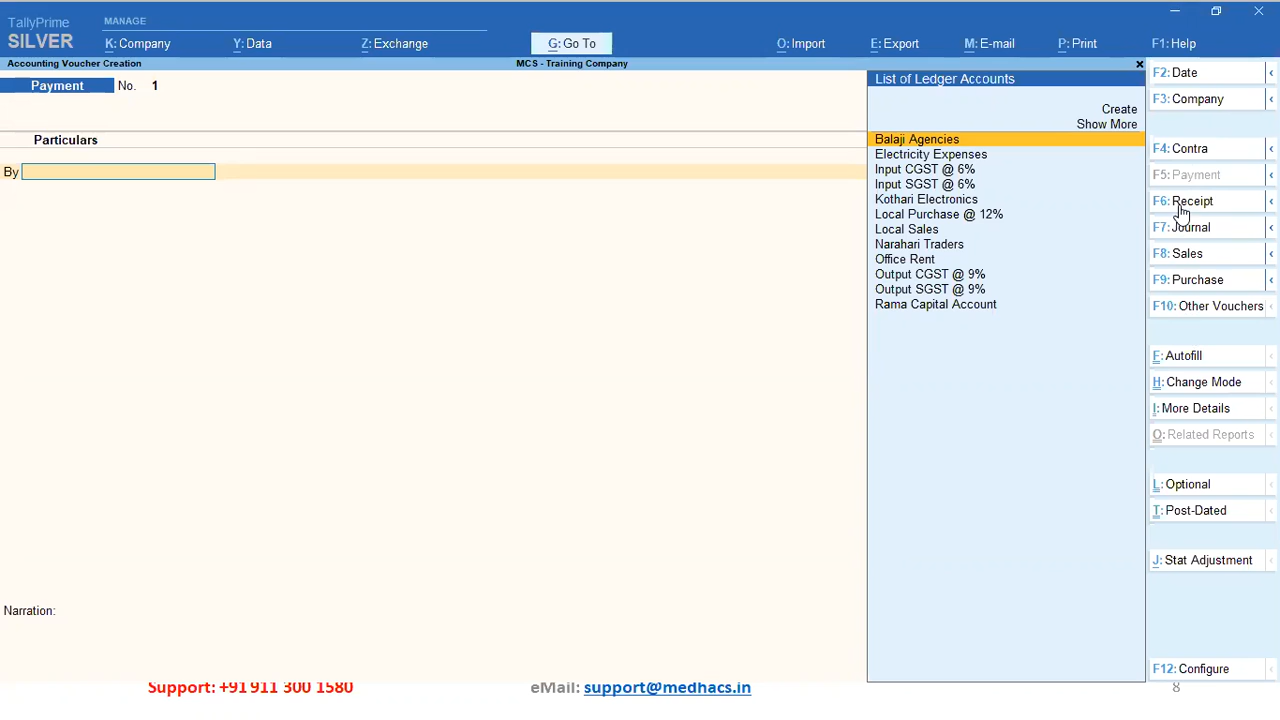 TallyPrime
SILVER
MANAGE
K: Company
Y: Data
Z: Exchange
G: Go To
O: Import
E: Export
M: E-mail
P: Print
F1: Help
Accounting Voucher Creation
MCS - Training Company
Payment No. 1
Particulars
By
List of Ledger Accounts
Create
Show More
Balaji Agencies
Electricity Expenses
Input CGST @ 6%
Input SGST @ 6%
Kothari Electronics
Local Purchase @ 12%
Local Sales
Narahari Traders
Office Rent
Output CGST @ 9%
Output SGST @ 9%
Rama Capital Account
F2: Date
F3: Company
F4: Contra
F5: Payment
F6: Receipt
F7: Journal
F8: Sales
F9: Purchase
F10: Other Vouchers
F: Autofill
H: Change Mode
I: More Details
O: Related Reports
L: Optional
T: Post-Dated
J: Stat Adjustment
F12: Configure
Narration:
Support: +91 911 300 1580
eMail: support@medhacs.in
8